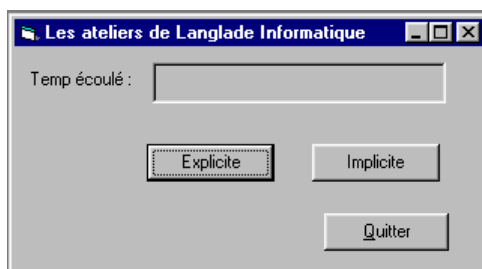 Les ateliers de Langlade Informatique
Temp écoulé :
Explicite Implicite
Quitter